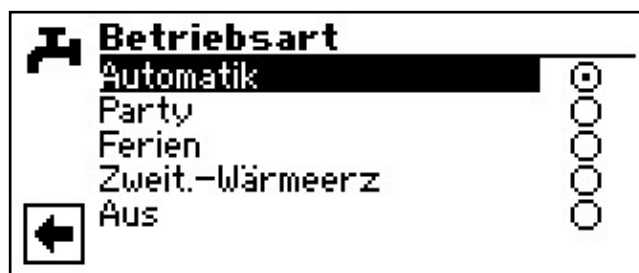 Betriebsart
Automatik
Party
Ferien
Zweit.-Wärmeerz
Aus